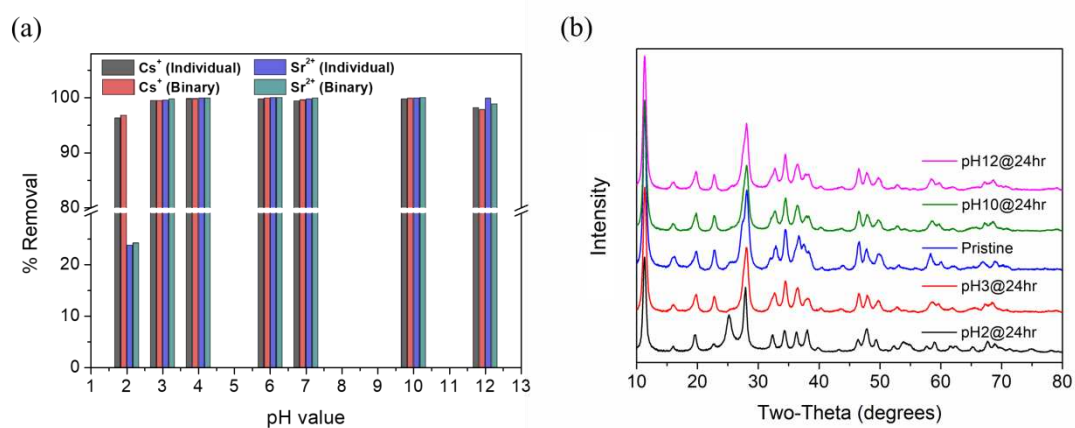 (a)
Cs⁺ (Individual) Sr²⁺ (Individual)
Cs⁺ (Binary) Sr²⁺ (Binary)
% Removal
100
90
80
20
10
0
1 2 3 4 5 6 7 8 9 10 11 12 13
pH value
(b)
Intensity
pH12@24hr
pH10@24hr
Pristine
pH3@24hr
pH2@24hr
10 20 30 40 50 60 70 80
Two-Theta (degrees)